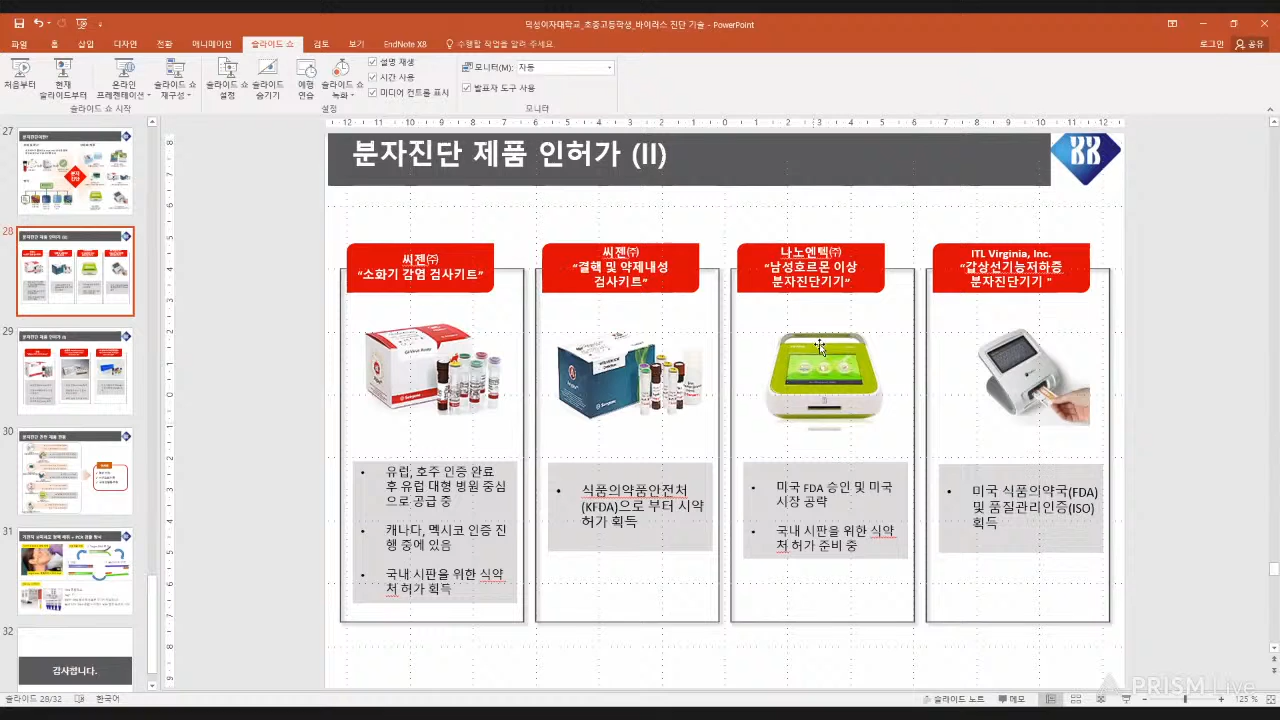 덕성여자대학교_초중고등학생_바이러스 진단 기술 - PowerPoint
파일 홈 삽입 디자인 전환 애니메이션 슬라이드 쇼 검토 보기 EndNote X8 수행할 작업을 알려 주세요. 로그인 공유
처음부터
현재 슬라이드부터
온라인 프레젠테이션
슬라이드 쇼 재구성
슬라이드 쇼 설정
슬라이드 숨기기
예행 연습
슬라이드 쇼 녹화
설명 재생
시간 사용
미디어 컨트롤 표시
모니터(M): 자동
발표자 도구 사용
슬라이드 쇼 시작
설정
모니터
27
28
29
30
31
32
감사합니다.
분자진단 제품 인허가 (II)
씨젠㈜
“소화기 감염 검사키트”
• 유럽, 호주 인증 완료
후 유럽 대형 병원 중심
으로 공급 중
• 캐나다, 멕시코 인증 진
행 중에 있음
• 국내 시판을 위한 식약
처 허가 획득
씨젠㈜
“결핵 및 약제내성
검사키트”
• 식품의약품안전처
(KFDA)으로 부터 시약
허가 획득
나노엔텍㈜
“남성호르몬 이상
분자진단기기”
• 미국 FDA 승인 및 미국
시장 공략
• 국내 시판을 위한 식약
처 허가 준비 중
ITL Virginia, Inc.
“갑상선기능저하증
분자진단기기 "
• 미국 식품의약국(FDA)
및 품질관리인증(ISO)
획득
PRISM Live
슬라이드 28/32 한국어
슬라이드 노트 메모 125 %